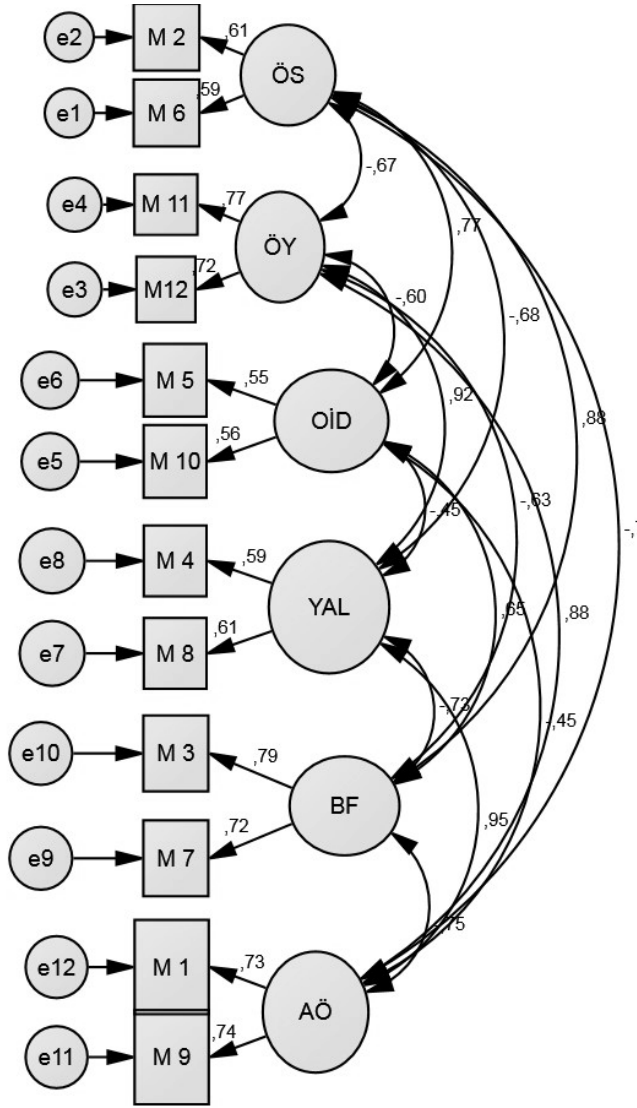 e2
M 2
,61
ÖS
e1
M 6
,59
-,67
e4
M 11
,77
ÖY
,77
e3
M12
,72
-,60
-,68
e6
M 5
,55
OİD
,92
,88
e5
M 10
,56
-,63
-,45
e8
M 4
,59
YAL
,65
,88
e7
M 8
,61
-,73
-,45
e10
M 3
,79
BF
,95
e9
M 7
,72
-,75
e12
M 1
,73
AÖ
e11
M 9
,74